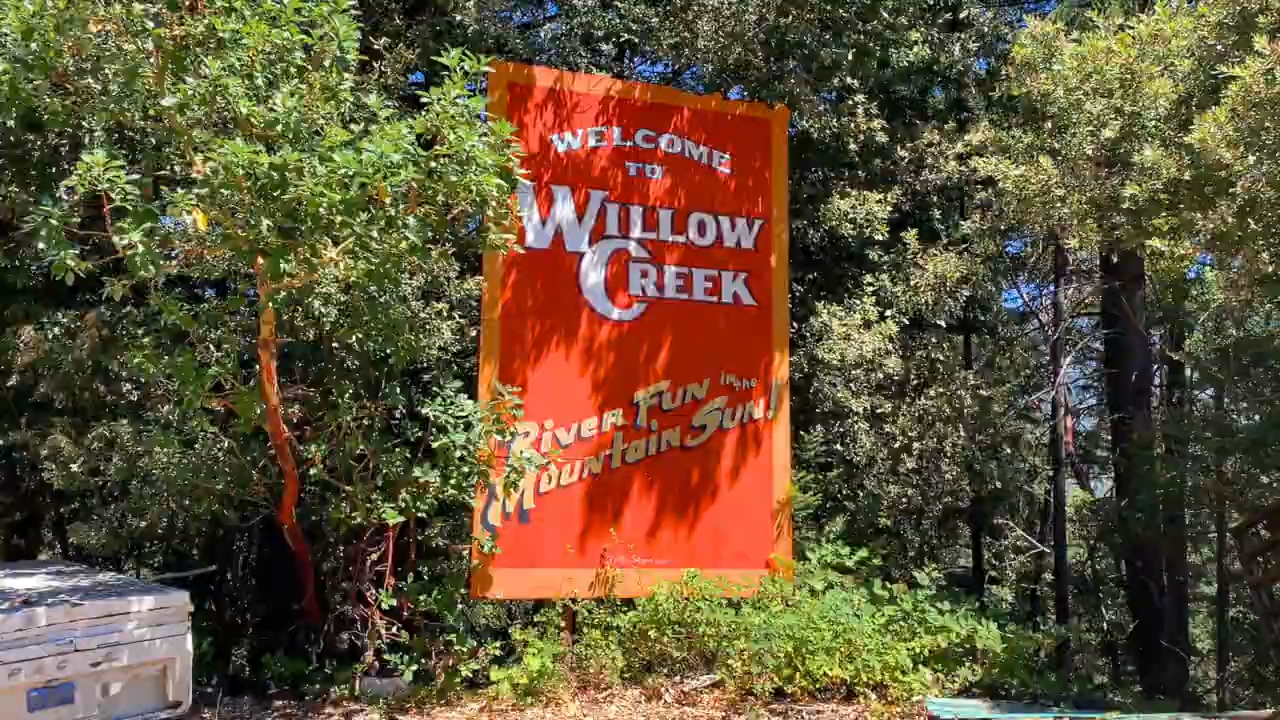 WELCOME
TO
WILLOW
CREEK
RIVER FUN in the
MOUNTAIN SUN!